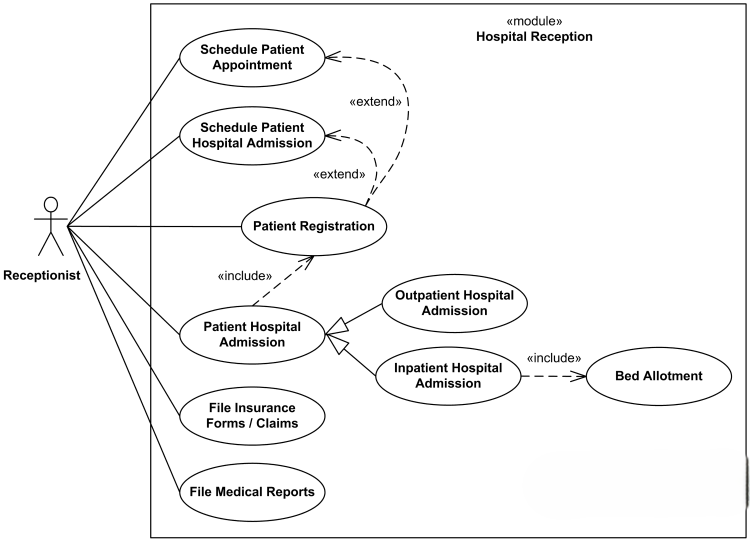 «module»
Hospital Reception
Schedule Patient
Appointment
«extend»
Schedule Patient
Hospital Admission
«extend»
Patient Registration
Receptionist
«include»
Outpatient Hospital
Admission
Patient Hospital
Admission
«include»
Inpatient Hospital
Admission
Bed Allotment
File Insurance
Forms / Claims
File Medical Reports